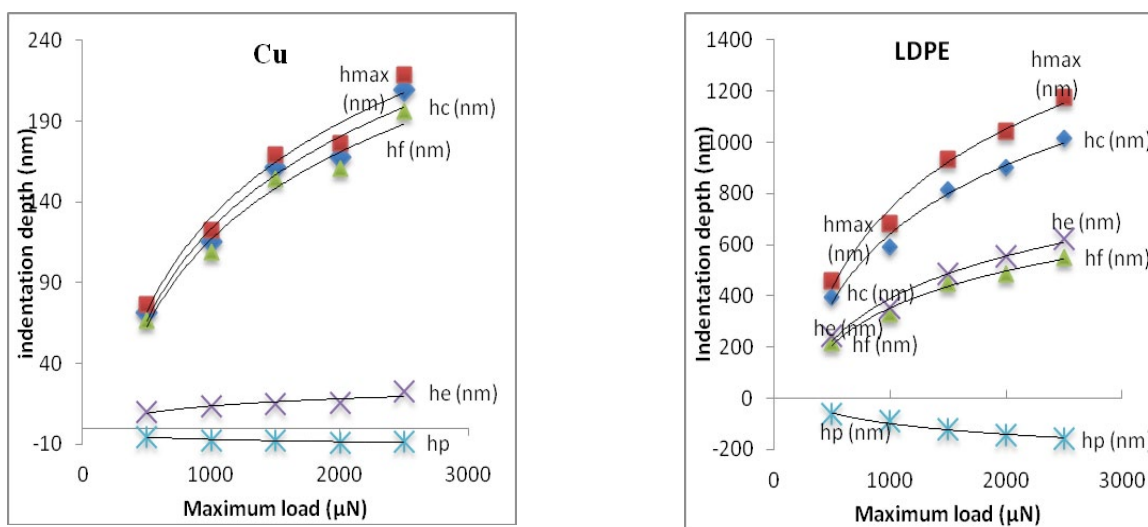 Cu
240
190
140
90
40
-10
indentation depth (nm)
hmax
(nm)
hc (nm)
hf (nm)
he (nm)
hp
0
1000
2000
3000
Maximum load (µN)
LDPE
1400
1200
1000
800
600
400
200
0
-200
Indentation depth (nm)
hmax
(nm)
hc (nm)
hmax
(nm)
he (nm)
hc (nm)
hf (nm)
he (nm)
hf (nm)
hp (nm)
hp (nm)
0
1000
2000
3000
Maximum load (µN)